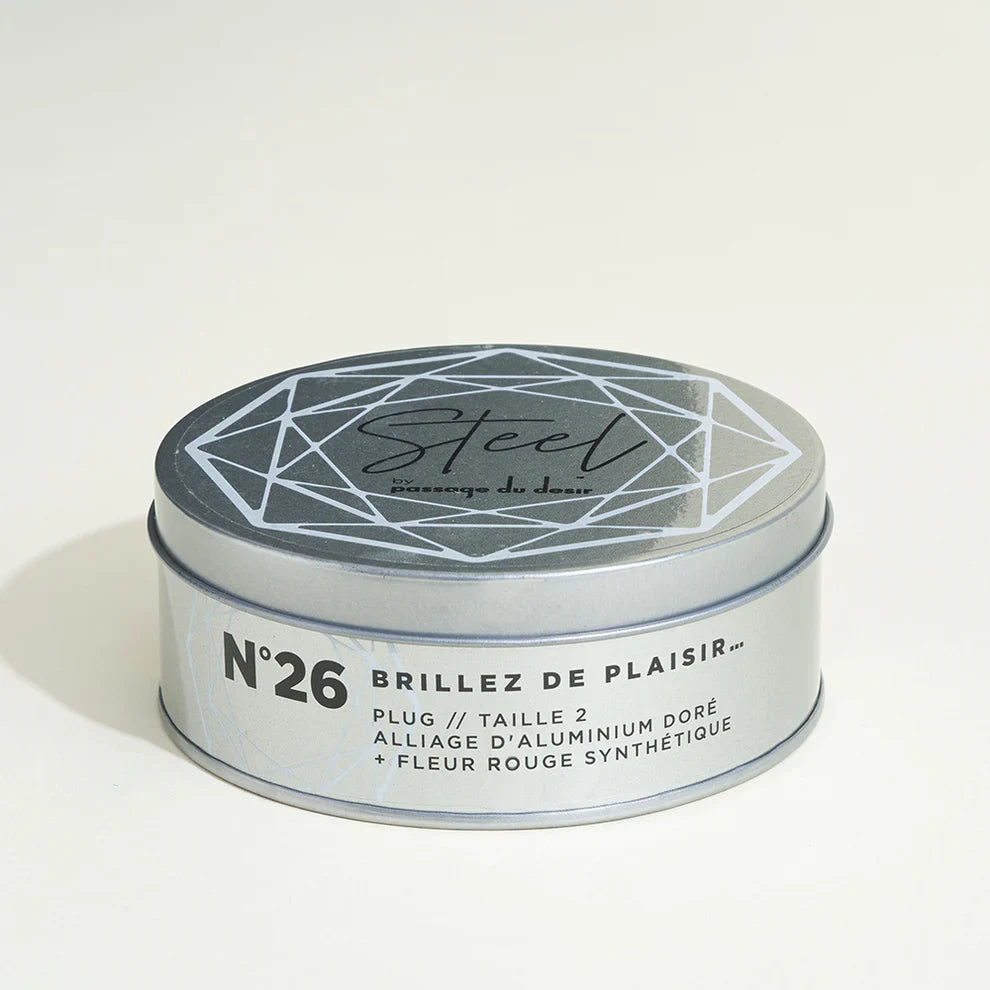 Steel
by
passage du desir
N°26
BRILLEZ DE PLAISIR...
PLUG // TAILLE 2
ALLIAGE D'ALUMINIUM DORÉ
+ FLEUR ROUGE SYNTHÉTIQUE